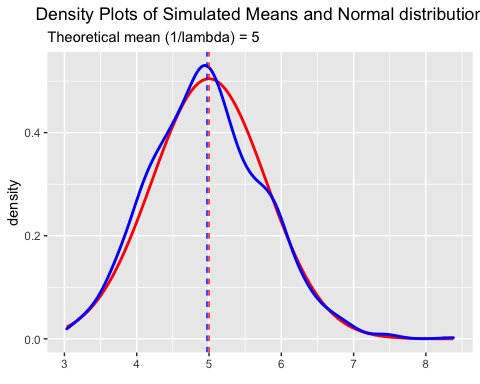 Density Plots of Simulated Means and Normal distribution
Theoretical mean (1/lambda) = 5
density
0.4
0.2
0.0
3 4 5 6 7 8